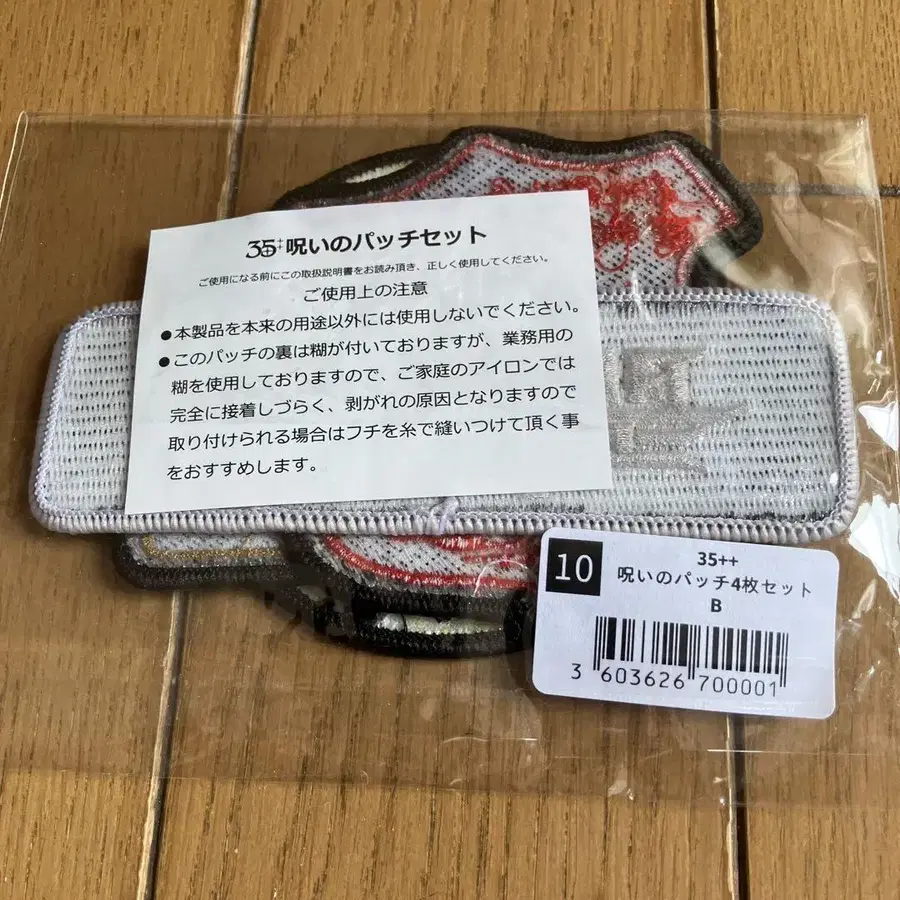 35++ 呪いのパッチセット
ご使用になる前にこの取扱説明書をお読み頂き、正しく使用してください。
ご使用上の注意
●本製品を本来の用途以外には使用しないでください。
●このパッチの裏は糊が付いておりますが、業務用の
糊を使用しておりますので、ご家庭のアイロンでは
完全に接着しづらく、剥がれの原因となりますので
取り付けられる場合はフチを糸で縫いつけて頂く事
をおすすめします。
10
35++
呪いのパッチ4枚セット
B
3 603626 700001